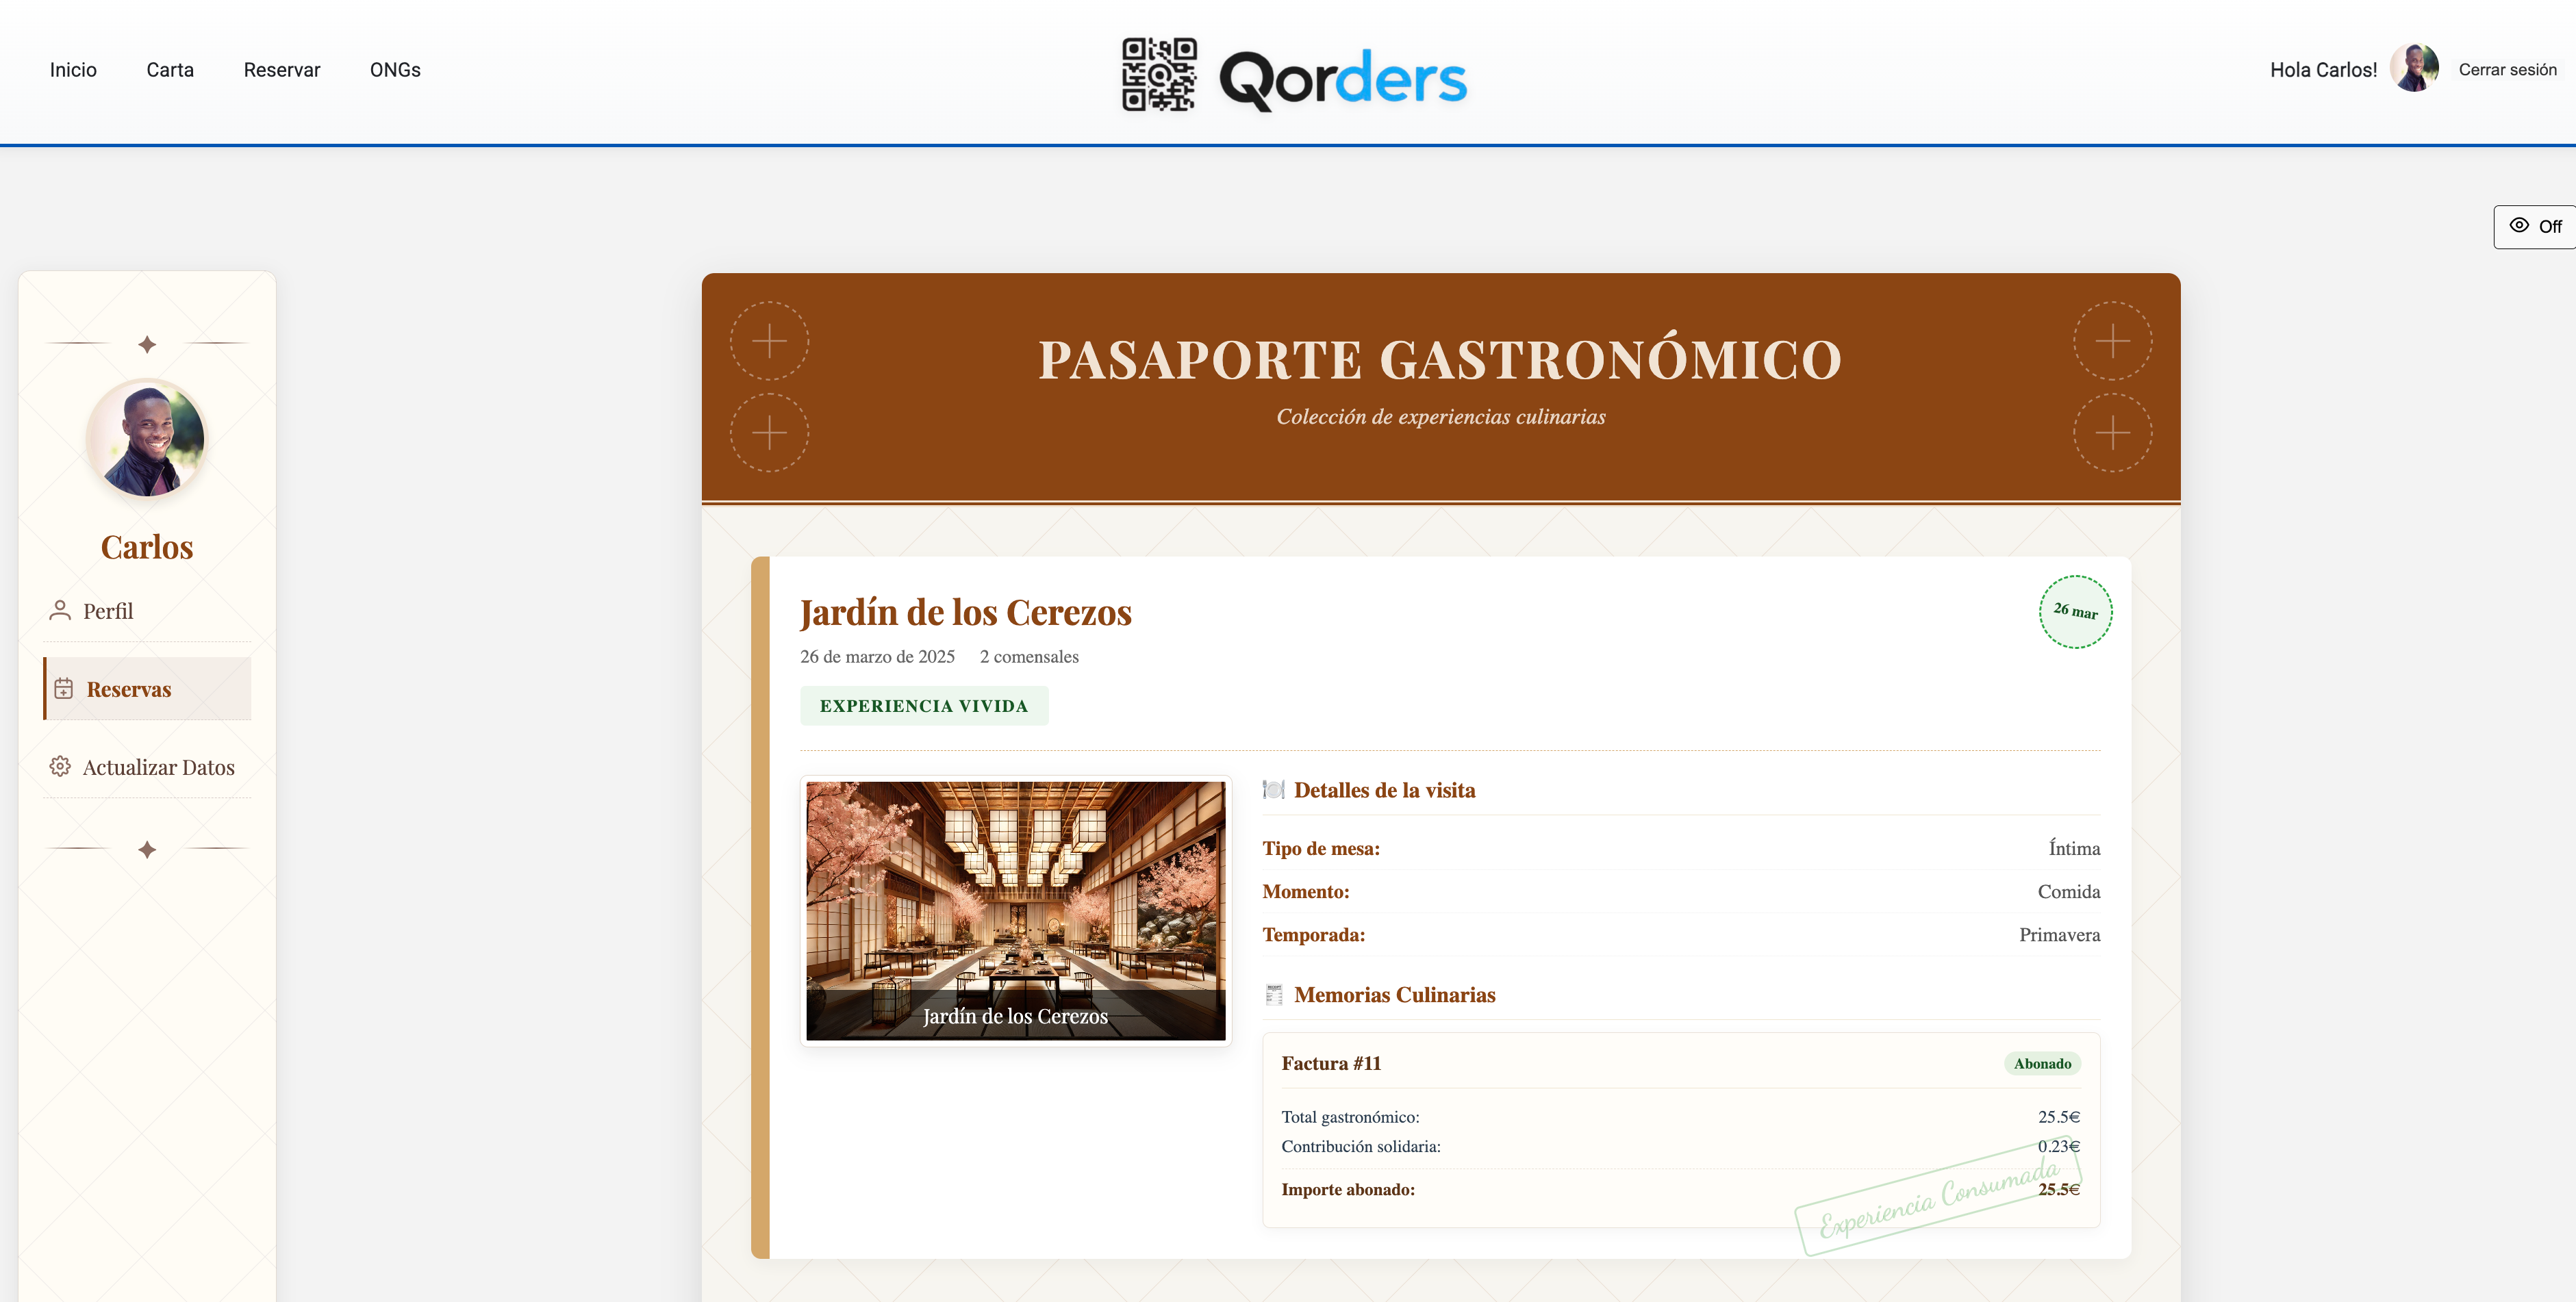 Inicio Carta Reservar ONGs
Qorders
Hola Carlos! Cerrar sesión
Off
Carlos
Perfil
Reservas
Actualizar Datos
PASAPORTE GASTRONÓMICO
Colección de experiencias culinarias
Jardín de los Cerezos
26 mar
26 de marzo de 2025 2 comensales
EXPERIENCIA VIVIDA
Jardín de los Cerezos
Detalles de la visita
Tipo de mesa: Íntima
Momento: Comida
Temporada: Primavera
Memorias Culinarias
Factura #11 Abonado
Total gastronómico: 25.5€
Contribución solidaria: 0.23€
Importe abonado: 25.5€
Experiencia Consumada